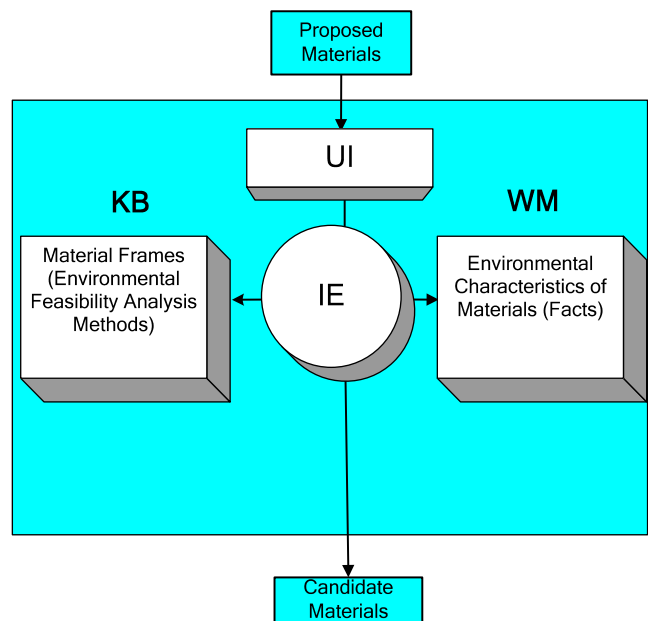 Proposed
Materials
UI
KB
WM
Material Frames
(Environmental
Feasibility Analysis
Methods)
IE
Environmental
Characteristics of
Materials (Facts)
Candidate
Materials